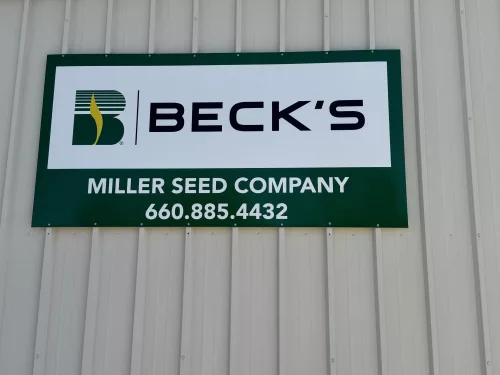 B BECK'S
MILLER SEED COMPANY
660.885.4432